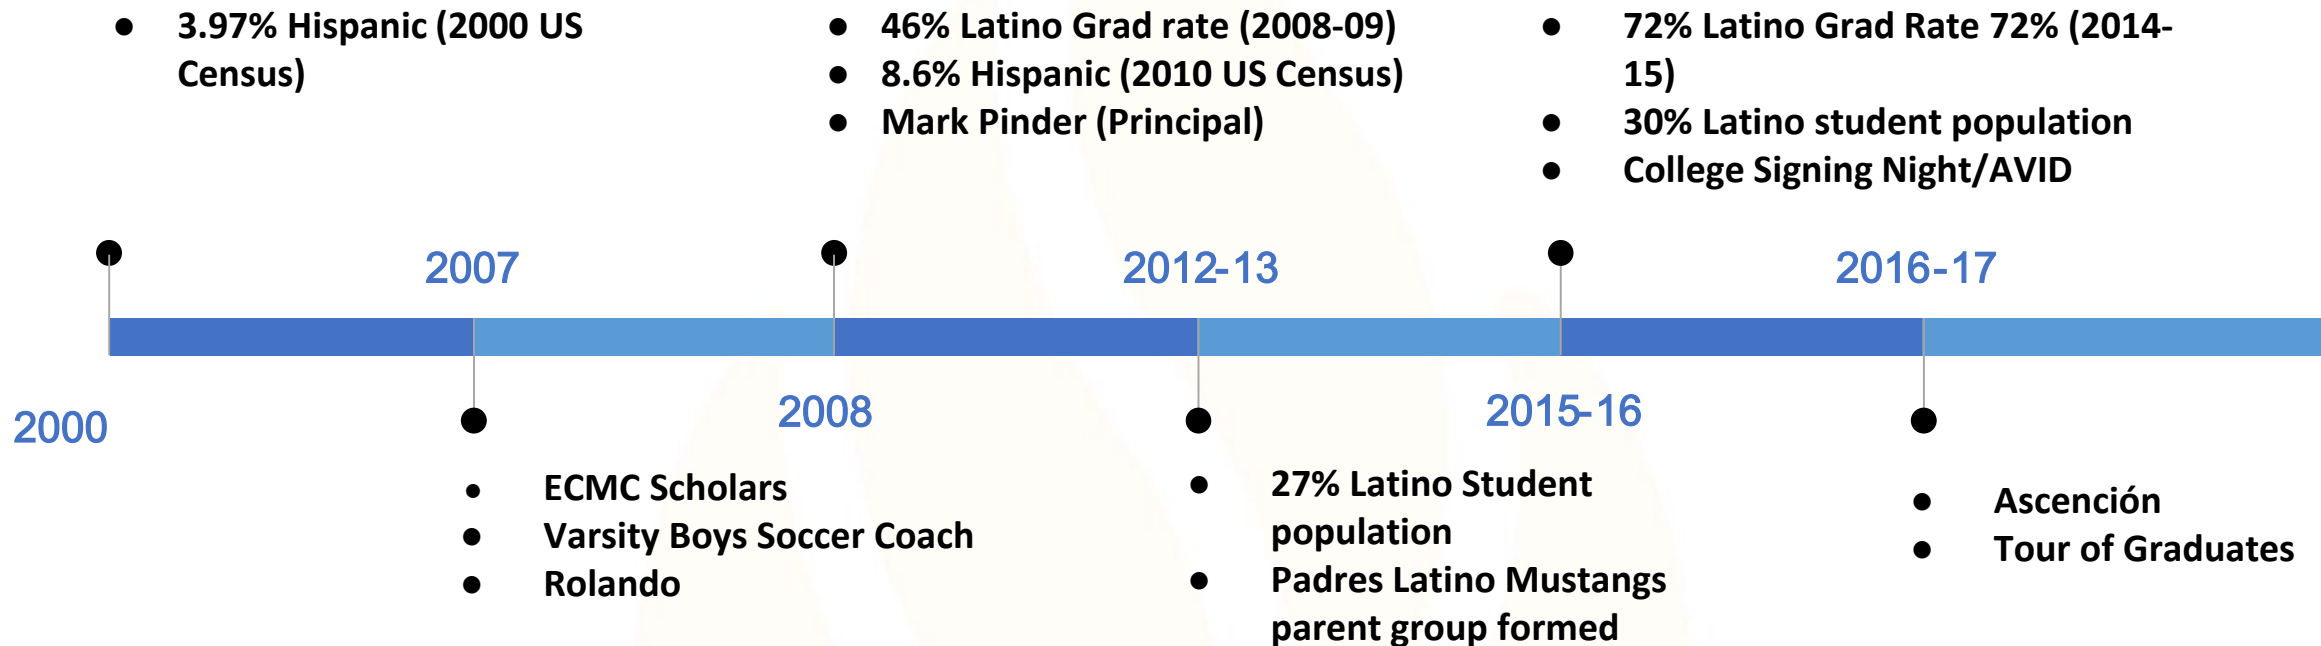 ● 3.97% Hispanic (2000 US
Census)
● 46% Latino Grad rate (2008-09)
● 8.6% Hispanic (2010 US Census)
● Mark Pinder (Principal)
● 72% Latino Grad Rate 72% (2014-
15)
● 30% Latino student population
● College Signing Night/AVID
2007
2012-13
2016-17
2000
2008
2015-16
● ECMC Scholars
● Varsity Boys Soccer Coach
● Rolando
● 27% Latino Student
population
● Padres Latino Mustangs
parent group formed
● Ascención
● Tour of Graduates